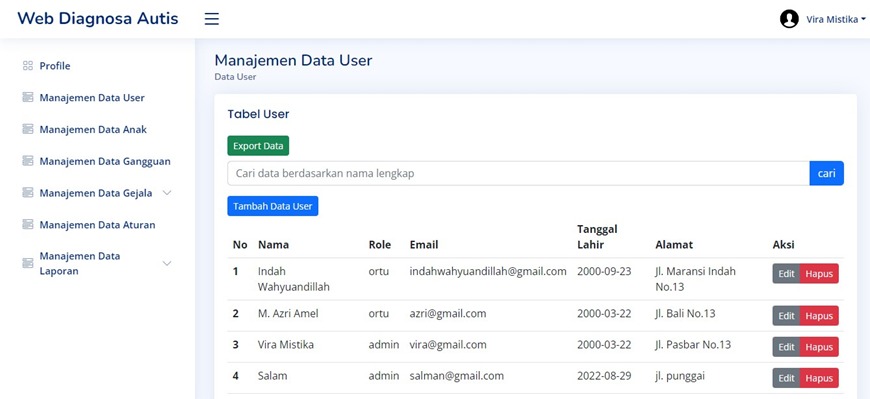 Web Diagnosa Autis
Vira Mistika
Profile
Manajemen Data User
Manajemen Data Anak
Manajemen Data Gangguan
Manajemen Data Gejala
Manajemen Data Aturan
Manajemen Data
Laporan
Manajemen Data User
Data User
Tabel User
Export Data
Cari data berdasarkan nama lengkap cari
Tambah Data User
No Nama Role Email Tanggal Lahir Alamat Aksi
1 Indah Wahyuandillah ortu indahwahyuandillah@gmail.com 2000-09-23 Jl. Maransi Indah No.13 Edit Hapus
2 M. Azri Amel ortu azri@gmail.com 2000-03-22 Jl. Bali No.13 Edit Hapus
3 Vira Mistika admin vira@gmail.com 2000-03-22 Jl. Pasbar No.13 Edit Hapus
4 Salam admin salman@gmail.com 2022-08-29 jl. punggai Edit Hapus